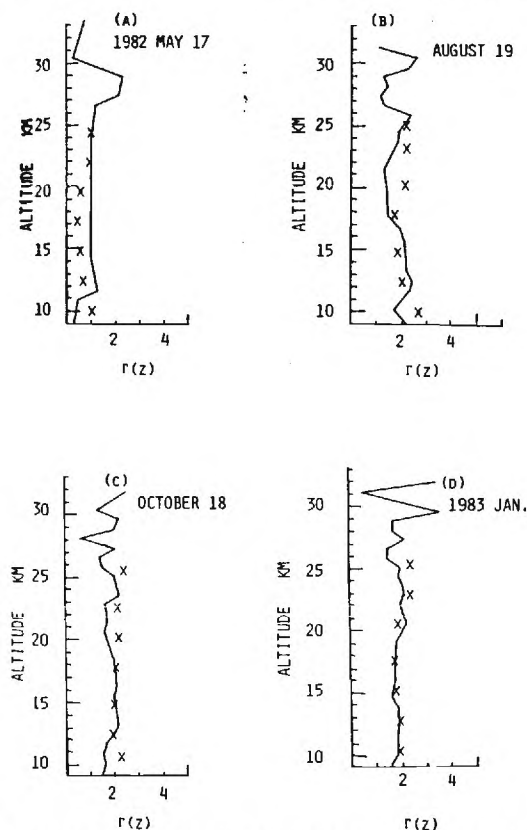 (A)
1982 MAY 17
30
25
20
15
10
ALTITUDE KM
2 4
Γ(Z)
(B)
AUGUST 19
30
25
20
15
10
ALTITUDE KM
2 4
Γ(Z)
(C)
OCTOBER 18
30
25
20
15
10
ALTITUDE KM
2 4
Γ(Z)
(D)
1983 JAN.
30
25
20
15
10
ALTITUDE KM
2 4
Γ(Z)